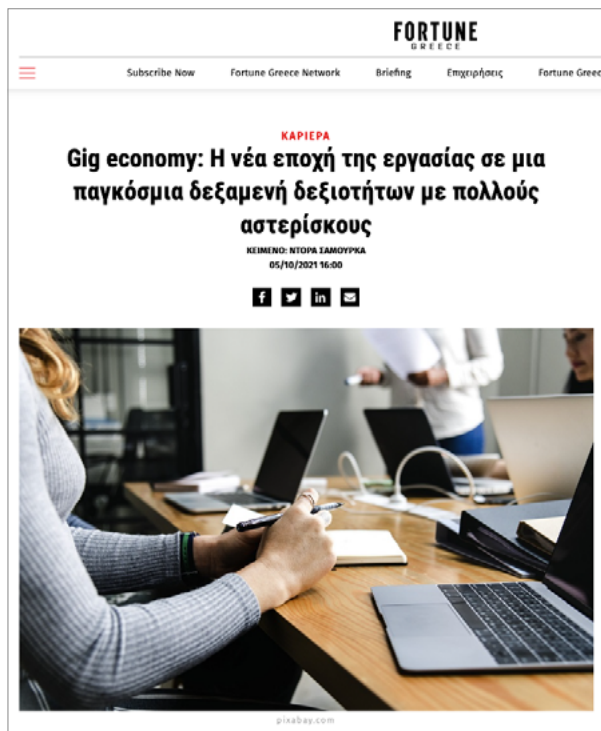 FORTUNE
GREECE
Subscribe Now Fortune Greece Network Briefing Επιχειρήσεις Fortune Greec
ΚΑΡΙΕΡΑ
Gig economy: Η νέα εποχή της εργασίας σε μια
παγκόσμια δεξαμενή δεξιοτήτων με πολλούς
αστερίσκους
ΚΕΙΜΕΝΟ: ΝΤΟΡΑ ΣΑΜΟΥΡΚΑ
05/10/2021 16:00
pixabay.com